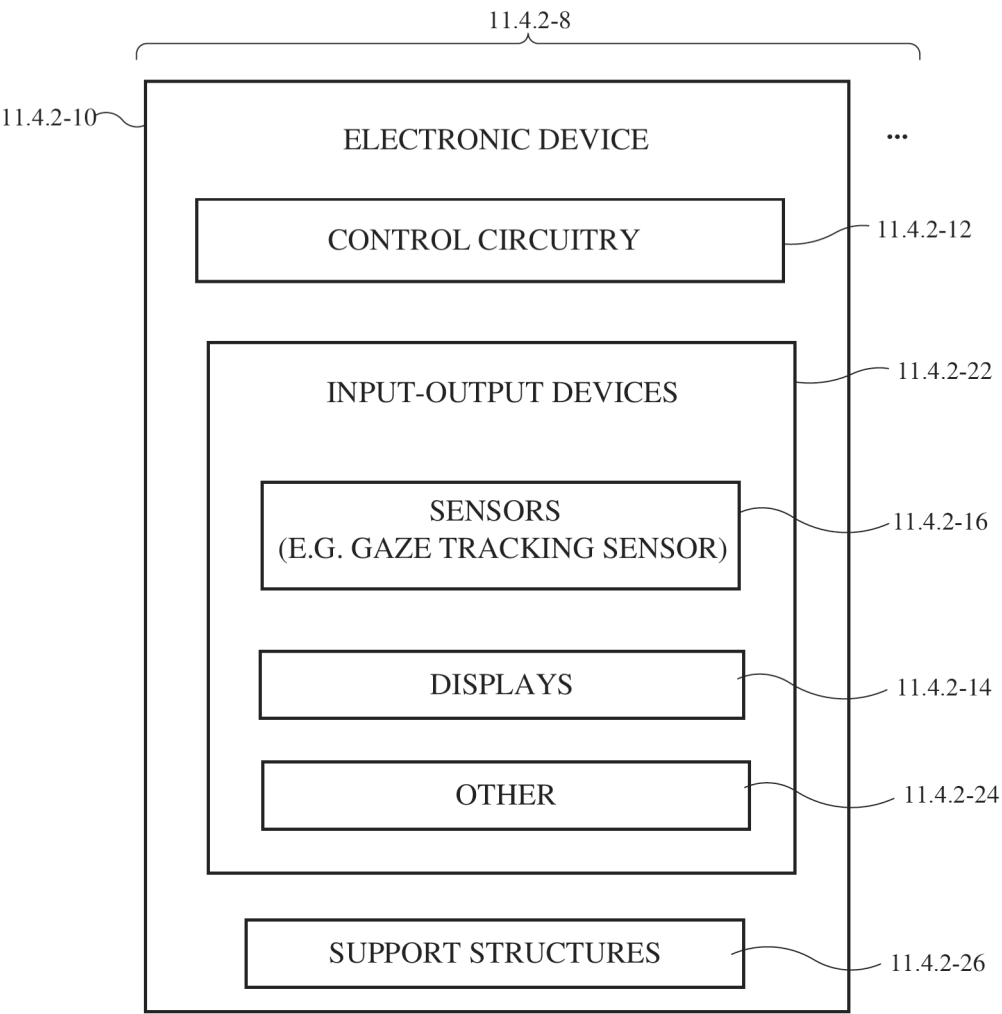 11.4.2-8
11.4.2-10
ELECTRONIC DEVICE
...
CONTROL CIRCUITRY
11.4.2-12
INPUT-OUTPUT DEVICES
11.4.2-22
SENSORS
(E.G. GAZE TRACKING SENSOR)
11.4.2-16
DISPLAYS
11.4.2-14
OTHER
11.4.2-24
SUPPORT STRUCTURES
11.4.2-26